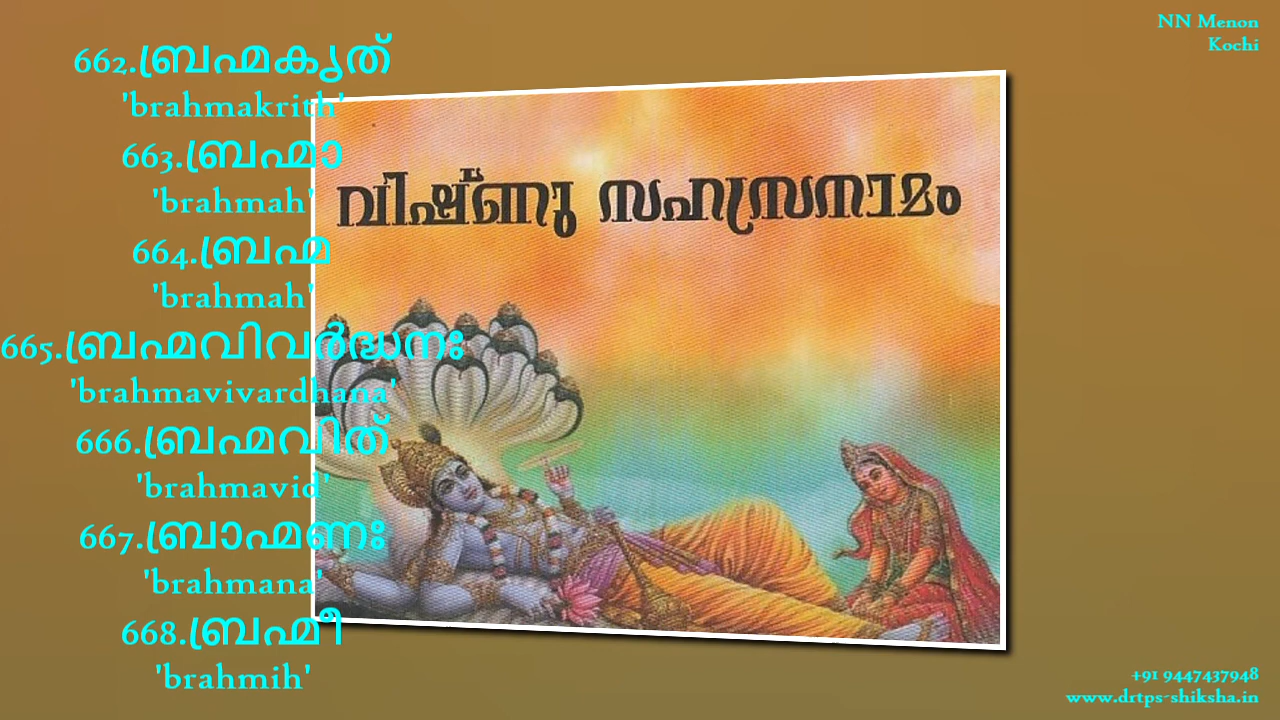 662.ബ്രഹ്മകൃത്
'brahmakrith'
663.ബ്രഹ്മാ
'brahmah'
664.ബ്രഹ്മ
'brahmah'
665.ബ്രഹ്മവിവർദ്ധനഃ
'brahmavivardhana'
666.ബ്രഹ്മവിത്
'brahmavid'
667.ബ്രാഹ്മണഃ
'brahmana'
668.ബ്രഹ്മീ
'brahmih'
വിഷ്ണു സഹസ്രനാമം
NN Menon
Kochi
+91 9447437948
www.drtps-shiksha.in